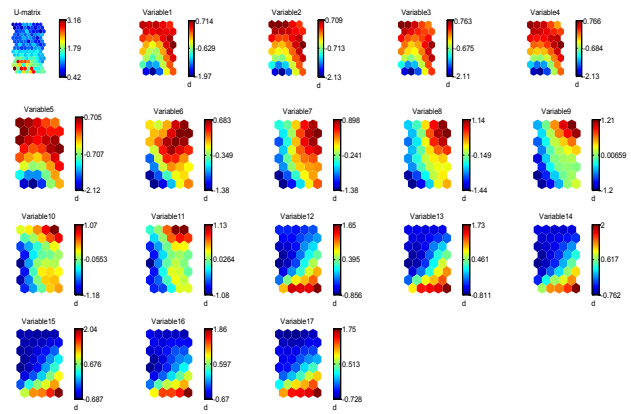 U-matrix
3.16
0.42
Variable1
0.714
-0.629
-1.97
d
Variable2
0.709
-0.713
-2.13
d
Variable3
0.763
-0.675
-2.11
d
Variable4
0.766
-0.684
-2.13
d
Variable5
0.705
-0.707
-2.12
d
Variable6
0.683
-0.349
-1.38
d
Variable7
0.898
-0.241
-1.38
d
Variable8
1.14
-0.149
-1.44
d
Variable9
1.21
0.00659
-1.2
d
Variable10
1.07
-0.0553
-1.18
d
Variable11
1.13
0.0264
-1.08
d
Variable12
1.65
0.395
-0.856
d
Variable13
1.73
0.461
-0.811
d
Variable14
2
0.617
-0.762
d
Variable15
2.04
0.676
-0.687
d
Variable16
1.86
0.597
-0.67
d
Variable17
1.75
0.513
-0.728
d